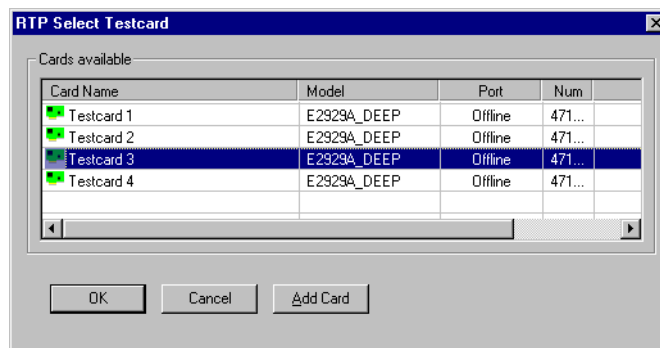 RTP Select Testcard
Cards available
Card Name Model Port Num
Testcard 1 E2929A_DEEP Offline 471...
Testcard 2 E2929A_DEEP Offline 471...
Testcard 3 E2929A_DEEP Offline 471...
Testcard 4 E2929A_DEEP Offline 471...
OK Cancel Add Card